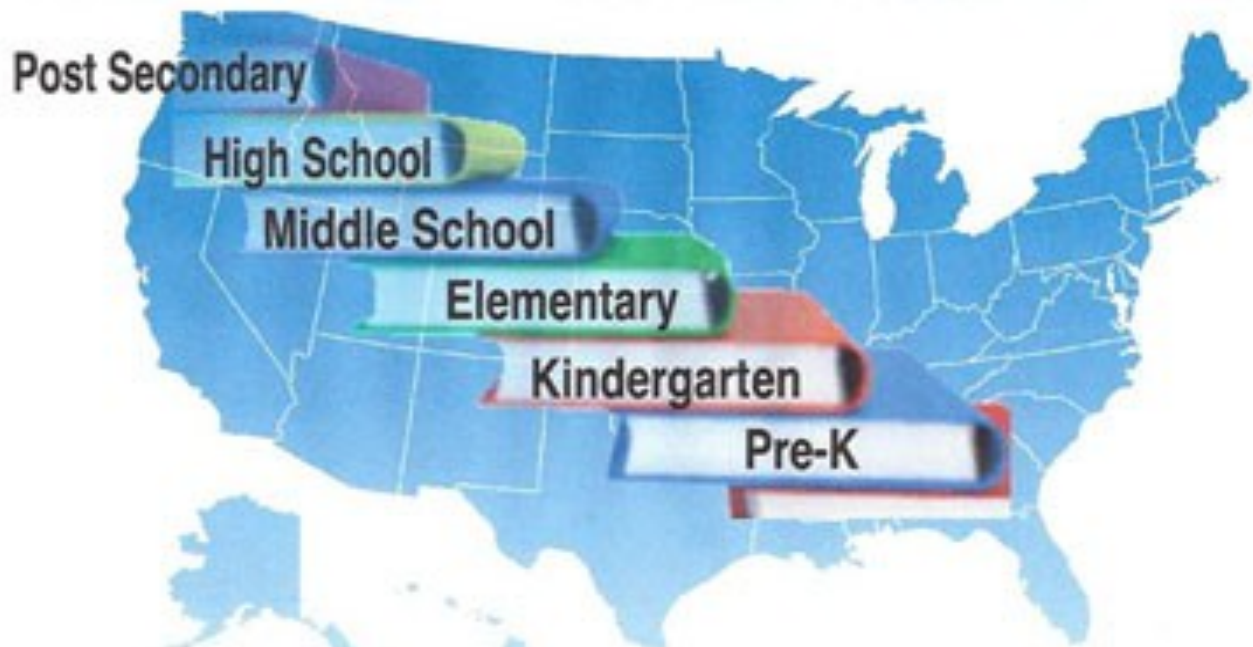 Post Secondary
High School
Middle School
Elementary
Kindergarten
Pre-K